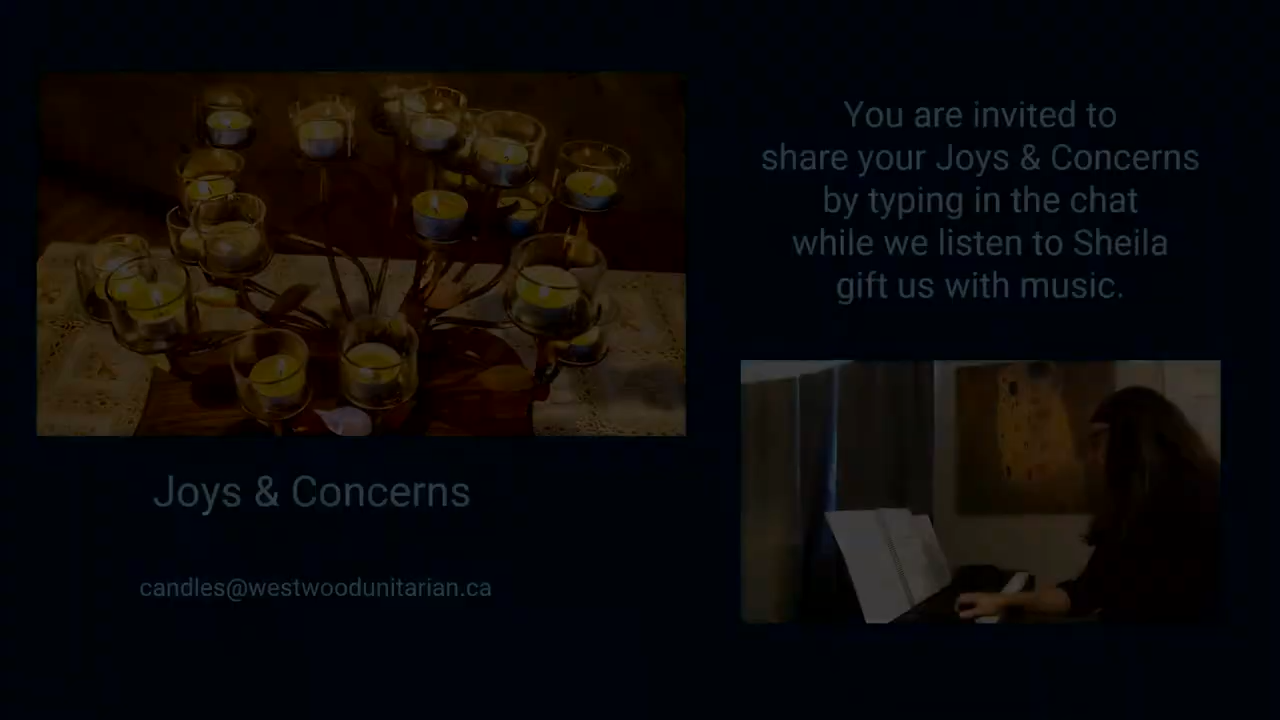 You are invited to
share your Joys & Concerns
by typing in the chat
while we listen to Sheila
gift us with music.
Joys & Concerns
candles@westwoodunitarian.ca